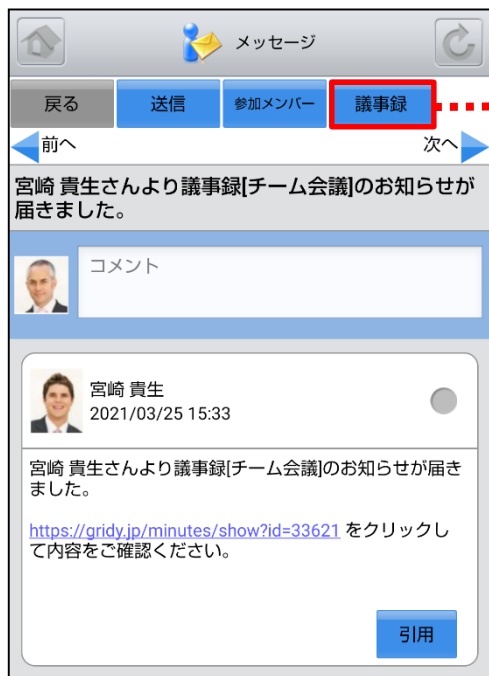 メッセージ
戻る 送信 参加メンバー 議事録
前へ 次へ
宮崎 貴生さんより議事録[チーム会議]のお知らせが
届きました。
コメント
宮崎 貴生
2021/03/25 15:33
宮崎 貴生さんより議事録[チーム会議]のお知らせが届き
ました。
https://gridy.jp/minutes/show?id=33621 をクリックし
て内容をご確認ください。
引用